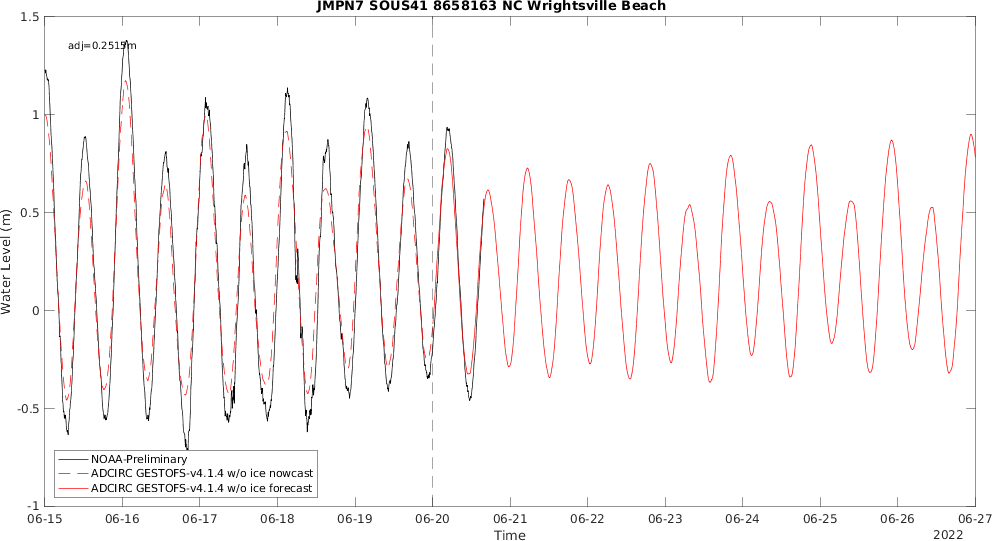 JMPN7 SOUS41 8658163 NC Wrightsville Beach
1.5
adj=0.2515m
1
0.5
0
-0.5
-1
Water Level (m)
NOAA-Preliminary
ADCIRC GESTOFS-v4.1.4 w/o ice nowcast
ADCIRC GESTOFS-v4.1.4 w/o ice forecast
06-15 06-16 06-17 06-18 06-19 06-20 06-21 06-22 06-23 06-24 06-25 06-26 06-27
Time
2022